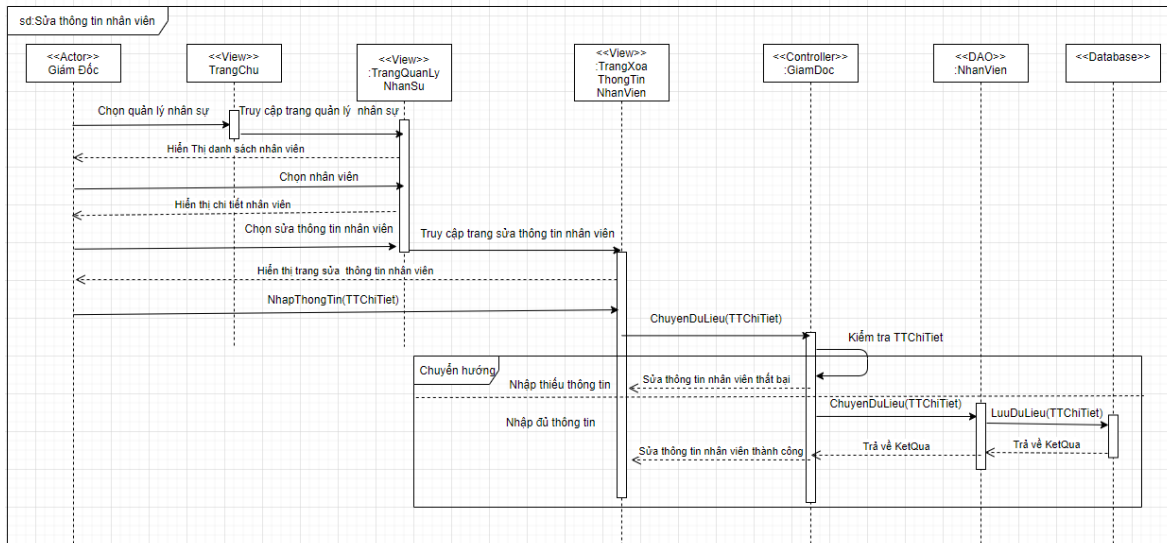 sd:Sửa thông tin nhân viên
<<Actor>>
Giám Đốc
<<View>>
TrangChu
<<View>>
:TrangQuanLy
NhanSu
<<View>>
:TrangXoa
ThongTin
NhanVien
<<Controller>>
:GiamDoc
<<DAO>>
:NhanVien
<<Database>>
Chọn quản lý nhân sự
Truy cập trang quản lý nhân sự
Hiển Thị danh sách nhân viên
Chọn nhân viên
Hiển thị chi tiết nhân viên
Chọn sửa thông tin nhân viên
Truy cập trang sửa thông tin nhân viên
Hiển thị trang sửa thông tin nhân viên
NhapThongTin(TTChiTiet)
ChuyenDuLieu(TTChiTiet)
Kiểm tra TTChiTiet
Chuyển hướng
Nhập thiếu thông tin
Sửa thông tin nhân viên thất bại
Nhập đủ thông tin
ChuyenDuLieu(TTChiTiet)
LuuDuLieu(TTChiTiet)
Trả về KetQua
Trả về KetQua
Sửa thông tin nhân viên thành công